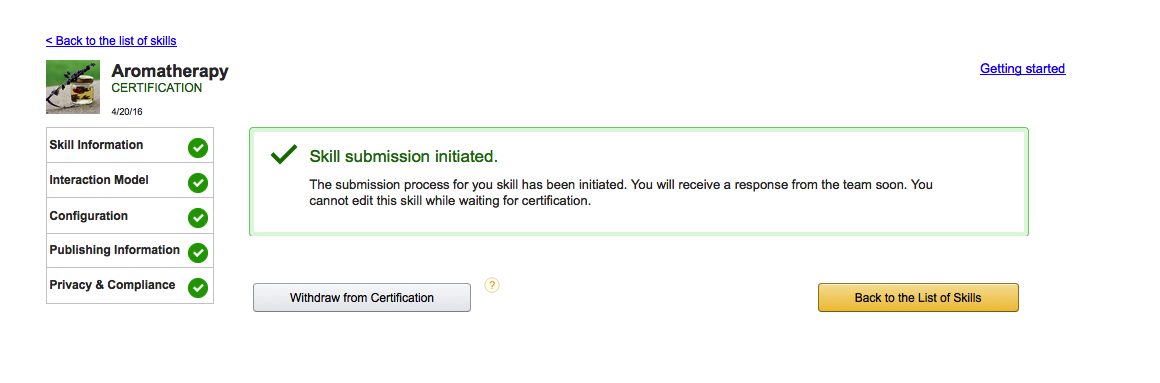 < Back to the list of skills
Aromatherapy
CERTIFICATION
4/20/16
Getting started
Skill Information
Interaction Model
Configuration
Publishing Information
Privacy & Compliance
Skill submission initiated.
The submission process for you skill has been initiated. You will receive a response from the team soon. You
cannot edit this skill while waiting for certification.
Withdraw from Certification
?
Back to the List of Skills